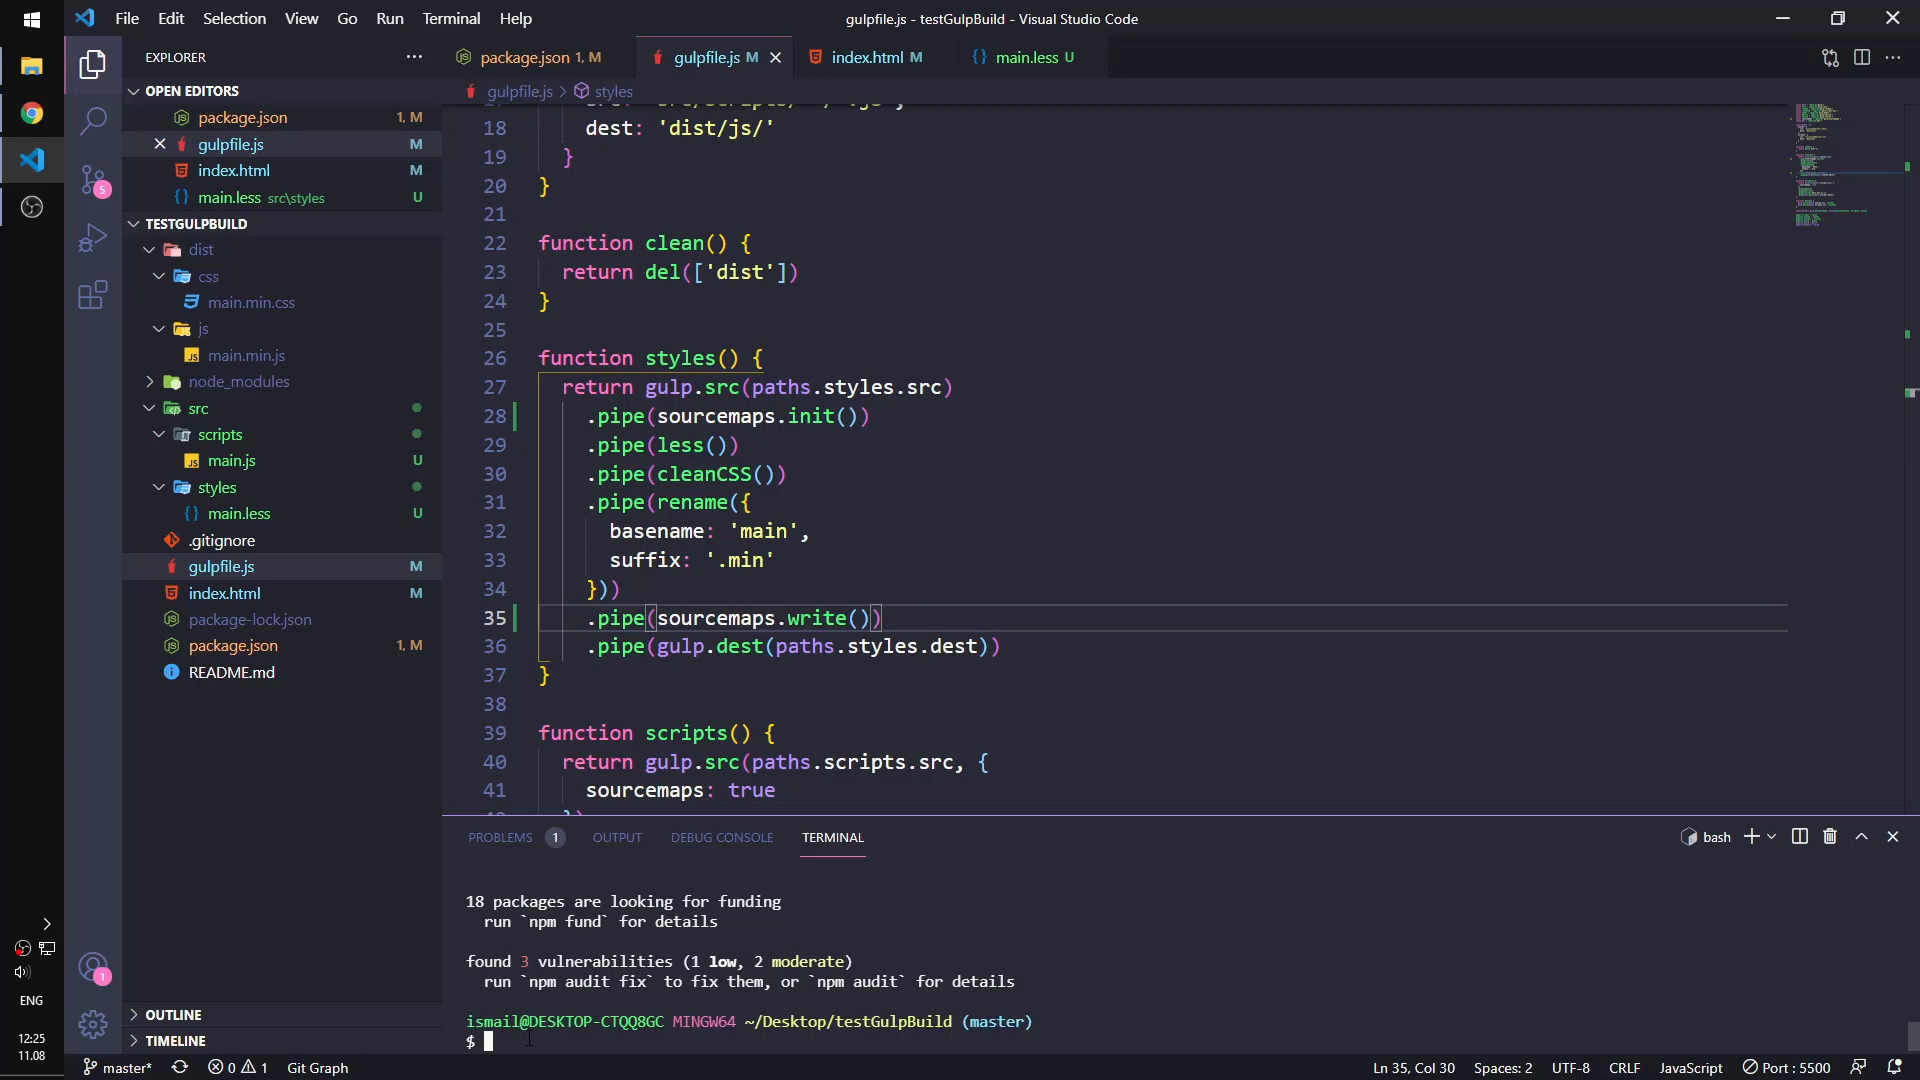 File Edit Selection View Go Run Terminal Help
gulpfile.js - testGulpBuild - Visual Studio Code
EXPLORER
package.json 1, M
gulpfile.js M
index.html M
main.less U
OPEN EDITORS
package.json 1, M
gulpfile.js M
index.html M
main.less src\styles U
TESTGULPBUILD
dist
css
main.min.css
js
main.min.js
node_modules
src
scripts
main.js U
styles
main.less U
.gitignore
gulpfile.js M
index.html M
package-lock.json
package.json 1, M
README.md
OUTLINE
TIMELINE
5
1
gulpfile.js > styles
18 dest: 'dist/js/'
19 }
20 }
21
22 function clean() {
23 return del(['dist'])
24 }
25
26 function styles() {
27 return gulp.src(paths.styles.src)
28 .pipe(sourcemaps.init())
29 .pipe(less())
30 .pipe(cleanCSS())
31 .pipe(rename({
32 basename: 'main',
33 suffix: '.min'
34 }))
35 .pipe(sourcemaps.write())
36 .pipe(gulp.dest(paths.styles.dest))
37 }
38
39 function scripts() {
40 return gulp.src(paths.scripts.src, {
41 sourcemaps: true
PROBLEMS 1 OUTPUT DEBUG CONSOLE TERMINAL
bash
18 packages are looking for funding
run `npm fund` for details
found 3 vulnerabilities (1 low, 2 moderate)
run `npm audit fix` to fix them, or `npm audit` for details
ismail@DESKTOP-CTQQ8GC MINGW64 ~/Desktop/testGulpBuild (master)
$
ENG
12:25
11.08
master* 0 1 Git Graph
Ln 35, Col 30 Spaces: 2 UTF-8 CRLF JavaScript Port : 5500